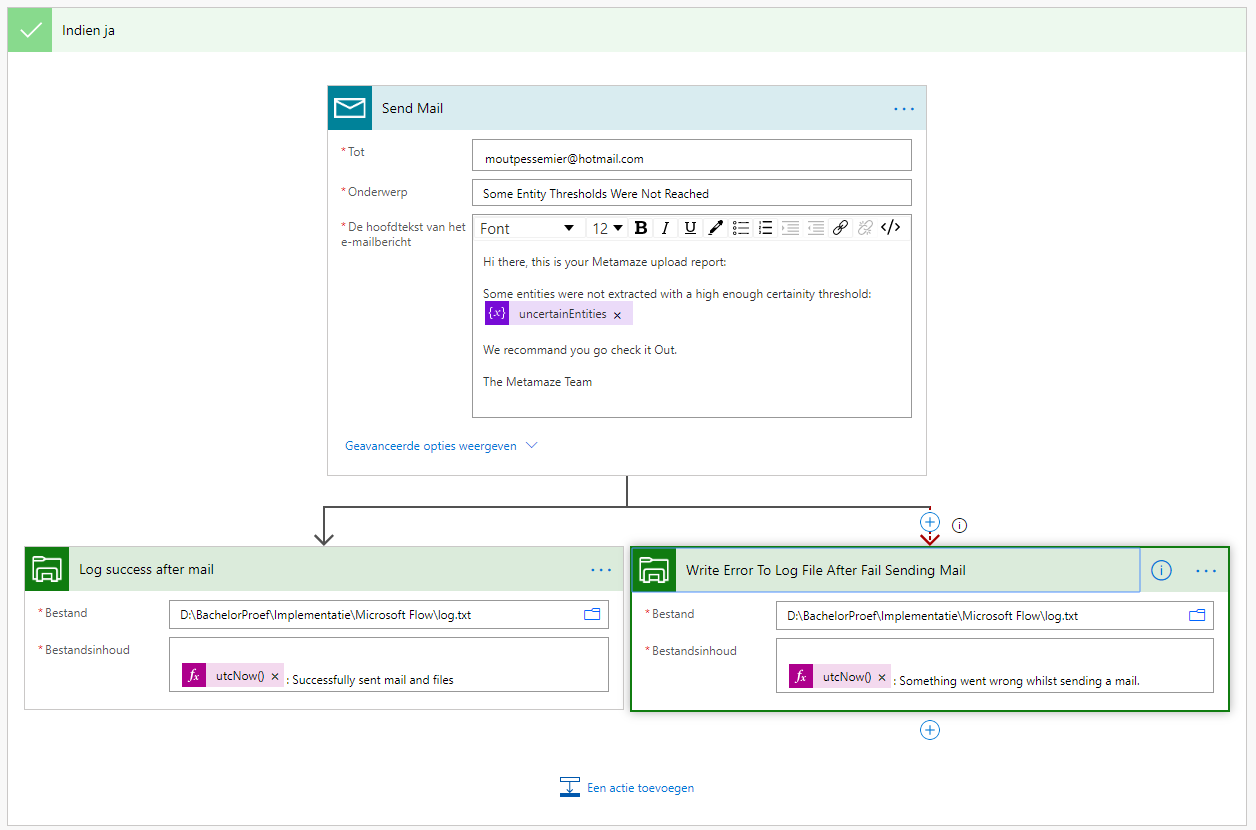 Indien ja
Send Mail
* Tot
moutpessemier@hotmail.com
* Onderwerp
Some Entity Thresholds Were Not Reached
* De hoofdtekst van het
e-mailbericht
Font 12 B I U </>
Hi there, this is your Metamaze upload report:
Some entities were not extracted with a high enough certainity threshold:
{x} uncertainEntities ×
We recommand you go check it Out.
The Metamaze Team
Geavanceerde opties weergeven
Log success after mail
* Bestand
D:\BachelorProef\Implementatie\Microsoft Flow\log.txt
* Bestandsinhoud
fx utcNow() × : Successfully sent mail and files
Write Error To Log File After Fail Sending Mail
* Bestand
D:\BachelorProef\Implementatie\Microsoft Flow\log.txt
* Bestandsinhoud
fx utcNow() × : Something went wrong whilst sending a mail.
Een actie toevoegen